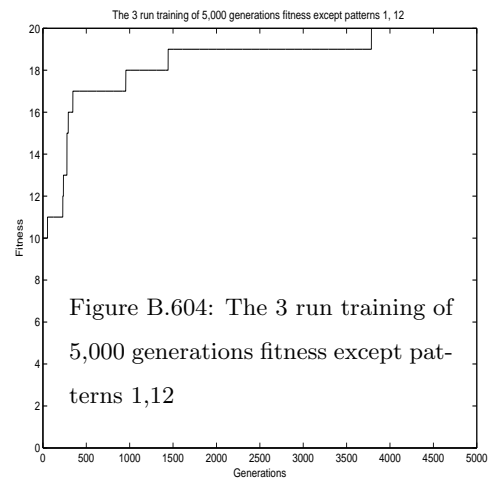 The 3 run training of 5,000 generations fitness except patterns 1, 12
20
18
16
14
12
10
8
6
4
2
0
Fitness
Figure B.604: The 3 run training of
5,000 generations fitness except pat-
terns 1,12
0 500 1000 1500 2000 2500 3000 3500 4000 4500 5000
Generations